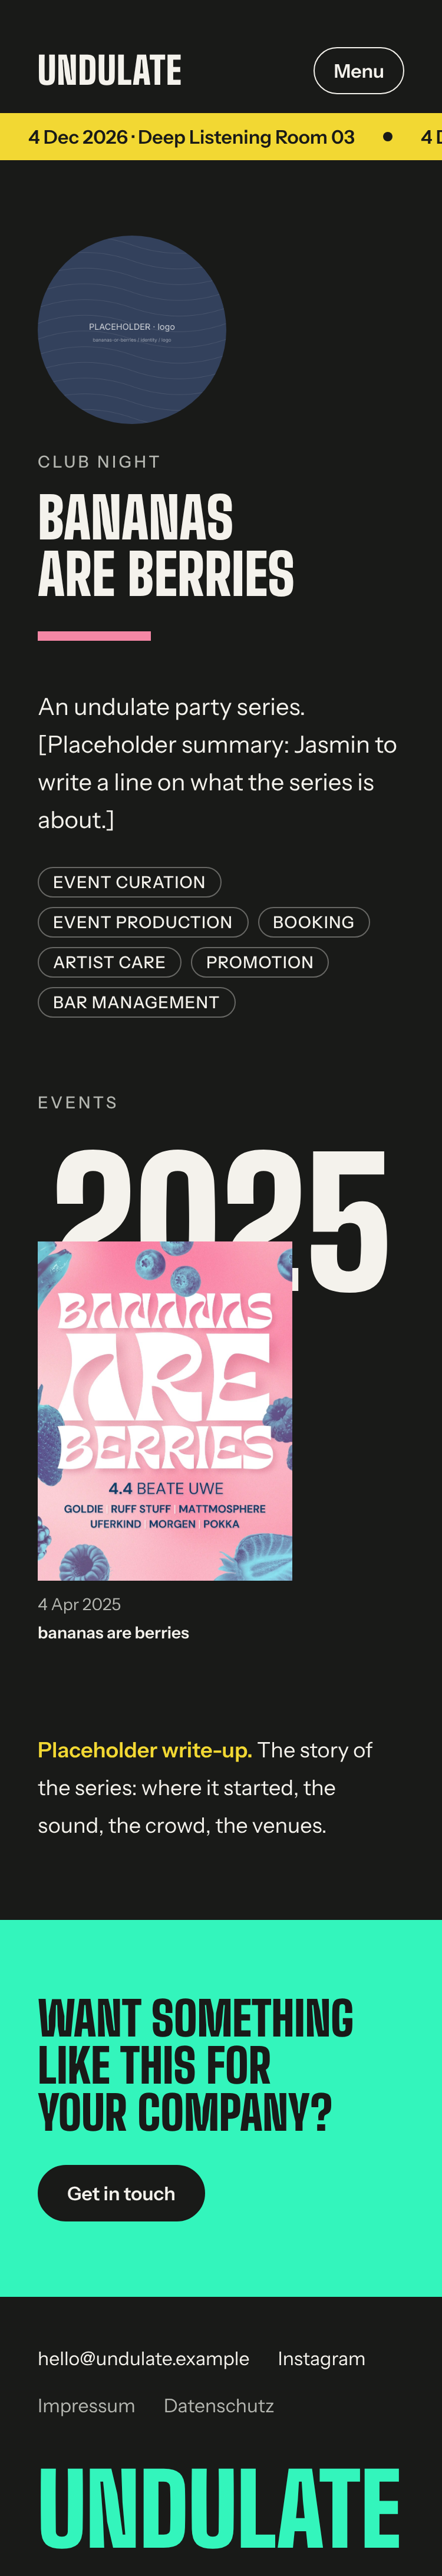 UNDULATE
Menu
4 Dec 2026 · Deep Listening Room 03 • 4 D
PLACEHOLDER · logo
bananas-are-berries / identity / logo
CLUB NIGHT
BANANAS
ARE BERRIES
An undulate party series.
[Placeholder summary: Jasmin to
write a line on what the series is
about.]
EVENT CURATION
EVENT PRODUCTION
BOOKING
ARTIST CARE
PROMOTION
BAR MANAGEMENT
EVENTS
2025
BANANAS
ARE
BERRIES
4.4 BEATE UWE
GOLDIE | RUFF STUFF | MATTMOSPHERE
UFERKIND | MORGEN | POKKA
4 Apr 2025
bananas are berries
Placeholder write-up. The story of
the series: where it started, the
sound, the crowd, the venues.
WANT SOMETHING
LIKE THIS FOR
YOUR COMPANY?
Get in touch
hello@undulate.example Instagram
Impressum Datenschutz
UNDULATE